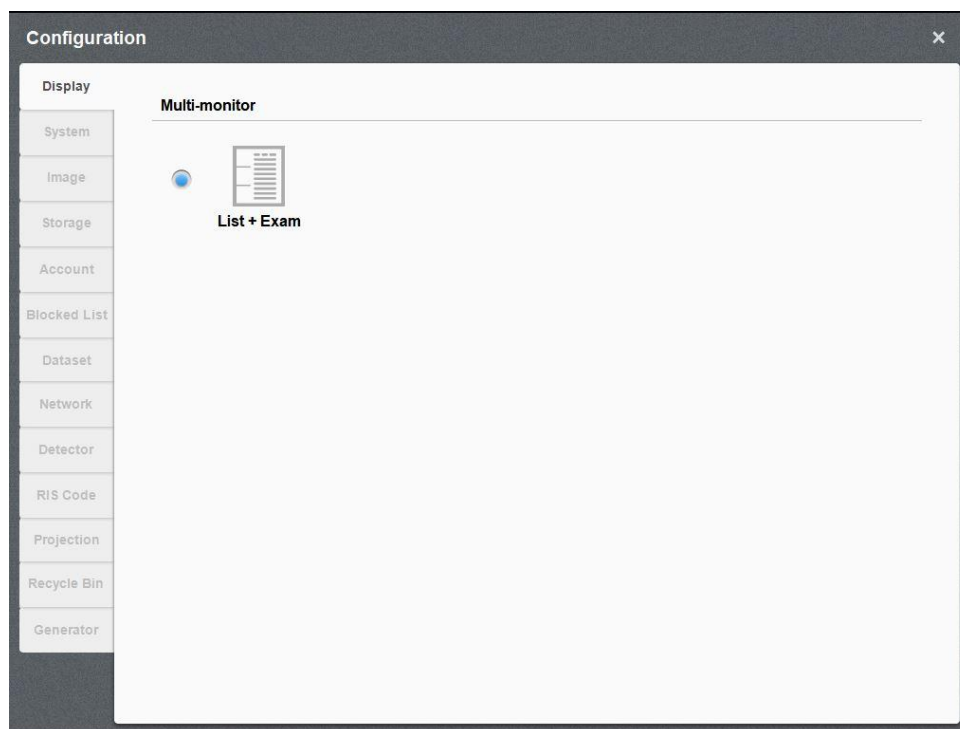 Configuration
Display
Multi-monitor
System
Image
List + Exam
Storage
Account
Blocked List
Dataset
Network
Detector
RIS Code
Projection
Recycle Bin
Generator